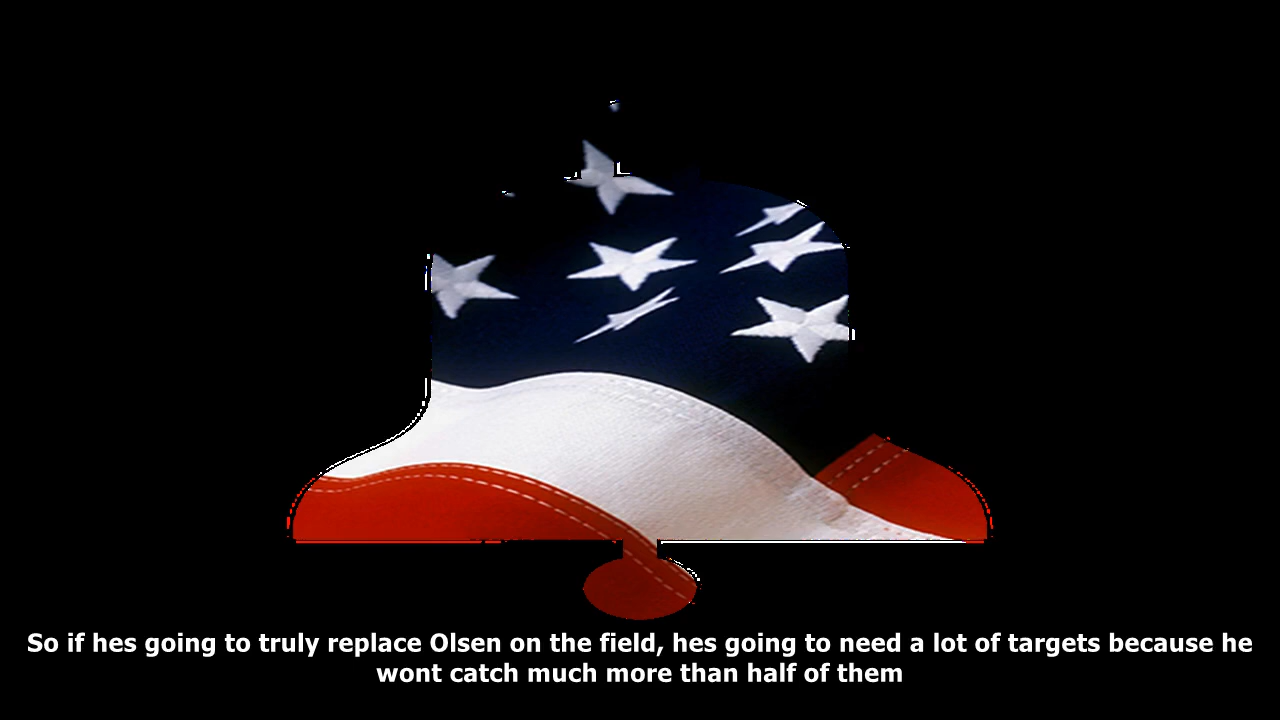 So if hes going to truly replace Olsen on the field, hes going to need a lot of targets because he
wont catch much more than half of them